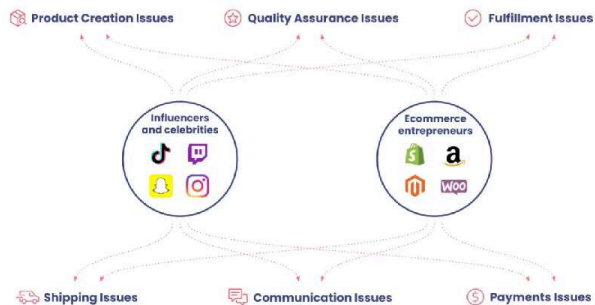 Product Creation Issues
Quality Assurance Issues
Fulfillment Issues
Influencers
and celebrities
Ecommerce
entrepreneurs
a
WOO
Shipping Issues
Communication Issues
Payments Issues